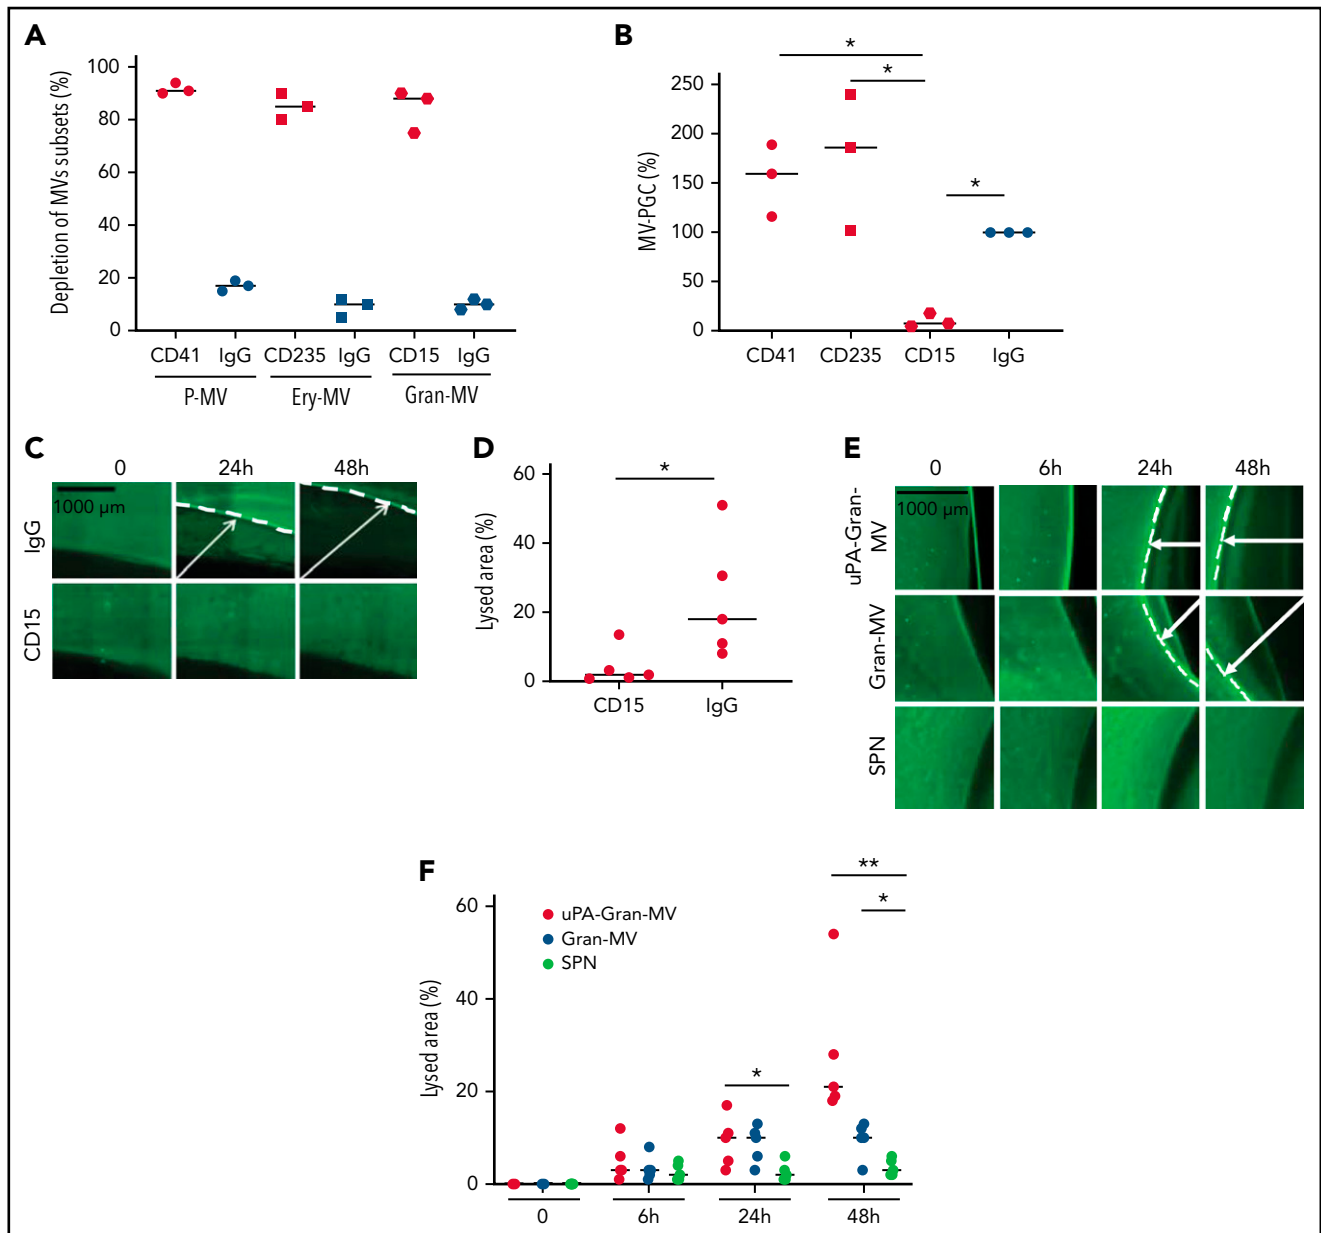 A
Depletion of MVs subsets (%)
100
80
60
40
20
0
CD41 IgG CD235 IgG CD15 IgG
P-MV Ery-MV Gran-MV
B
*
*
*
MV-PGC (%)
250
200
150
100
50
0
CD41 CD235 CD15 IgG
C
0 24h 48h
1000 µm
IgG
CD15
D
*
Lysed area (%)
60
40
20
0
CD15 IgG
E
0 6h 24h 48h
1000 µm
uPA-Gran-
MV
Gran-MV
SPN
F
**
*
*
uPA-Gran-MV
Gran-MV
SPN
Lysed area (%)
60
40
20
0
0 6h 24h 48h